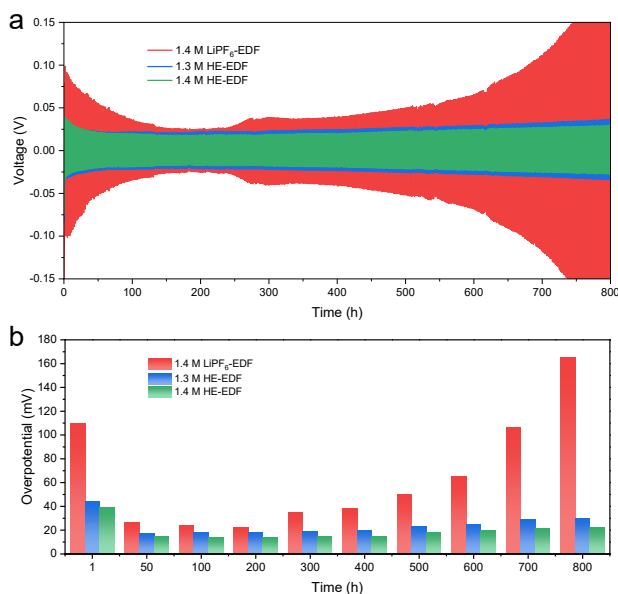 a
1.4 M LiPF₆-EDF
1.3 M HE-EDF
1.4 M HE-EDF
Voltage (V)
0.15
0.10
0.05
0.00
-0.05
-0.10
-0.15
0 100 200 300 400 500 600 700 800
Time (h)
b
1.4 M LiPF₆-EDF
1.3 M HE-EDF
1.4 M HE-EDF
Overpotential (mV)
180
160
140
120
100
80
60
40
20
0
1 50 100 200 300 400 500 600 700 800
Time (h)